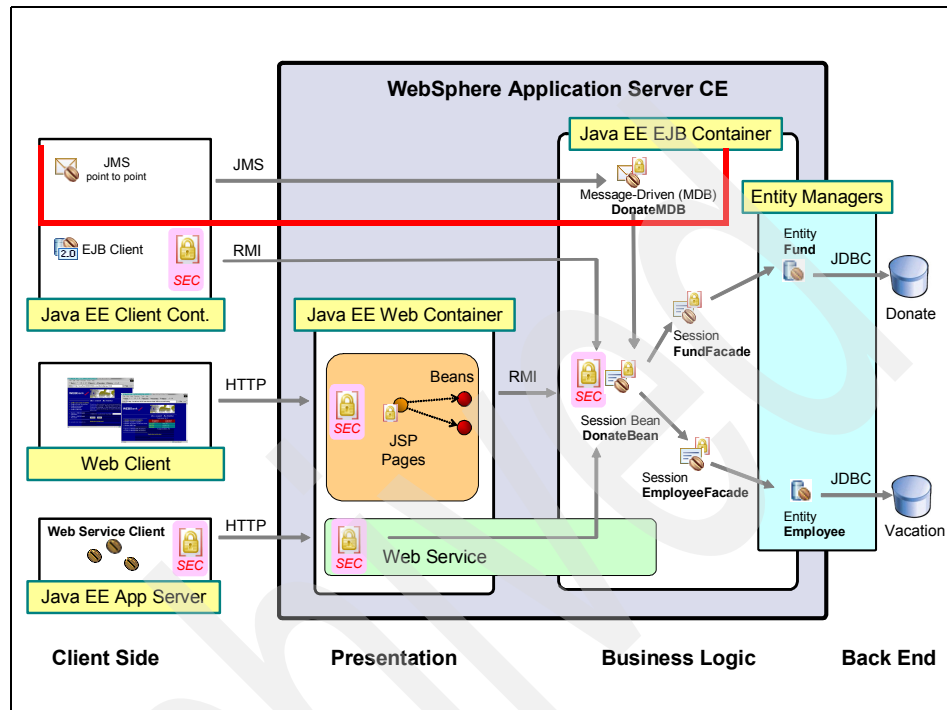 WebSphere Application Server CE
Java EE EJB Container
JMS
point to point
JMS
Message-Driven (MDB)
DonateMDB
Entity Managers
2.0
EJB Client
SEC
RMI
Entity
Fund
JDBC
Donate
Java EE Client Cont.
Java EE Web Container
Session
FundFacade
HTTP
Beans
RMI
SEC
JSP
Pages
SEC
Session Bean
DonateBean
Web Client
Session
EmployeeFacade
JDBC
Entity
Employee
Vacation
Web Service Client
SEC
HTTP
SEC
Web Service
Java EE App Server
Client Side
Presentation
Business Logic
Back End